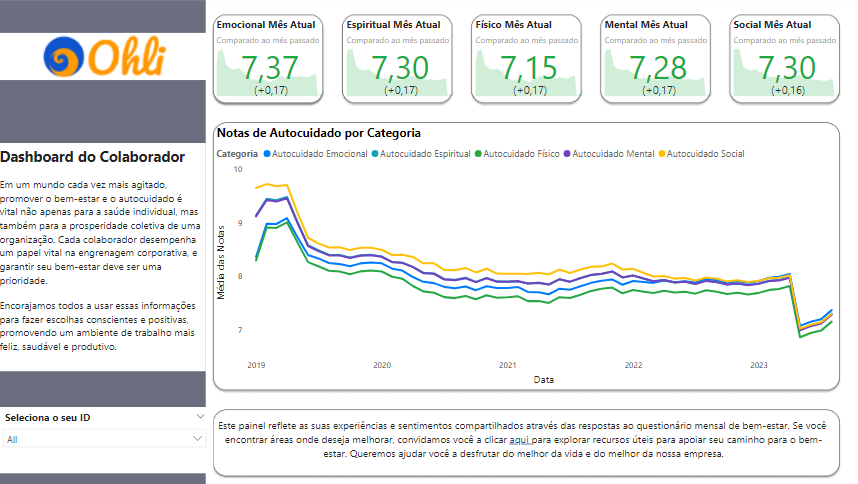 Ohli
Dashboard do Colaborador
Em um mundo cada vez mais agitado,
promover o bem-estar e o autocuidado é
vital não apenas para a saúde individual, mas
também para a prosperidade coletiva de uma
organização. Cada colaborador desempenha
um papel vital na engrenagem corporativa, e
garantir seu bem-estar deve ser uma
prioridade.
Encorajamos todos a usar essas informações
para fazer escolhas conscientes e positivas,
promovendo um ambiente de trabalho mais
feliz, saudável e produtivo.
Seleciona o seu ID
All
Emocional Mês Atual
Comparado ao mês passado
7,37
(+0,17)
Espiritual Mês Atual
Comparado ao mês passado
7,30
(+0,17)
Físico Mês Atual
Comparado ao mês passado
7,15
(+0,17)
Mental Mês Atual
Comparado ao mês passado
7,28
(+0,17)
Social Mês Atual
Comparado ao mês passado
7,30
(+0,16)
Notas de Autocuidado por Categoria
Categoria Autocuidado Emocional Autocuidado Espiritual Autocuidado Físico Autocuidado Mental Autocuidado Social
Média das Notas
10
9
8
7
2019 2020 2021 2022 2023
Data
Este painel reflete as suas experiências e sentimentos compartilhados através das respostas ao questionário mensal de bem-estar. Se você
encontrar áreas onde deseja melhorar, convidamos você a clicar aqui para explorar recursos úteis para apoiar seu caminho para o bem-
estar. Queremos ajudar você a desfrutar do melhor da vida e do melhor da nossa empresa.